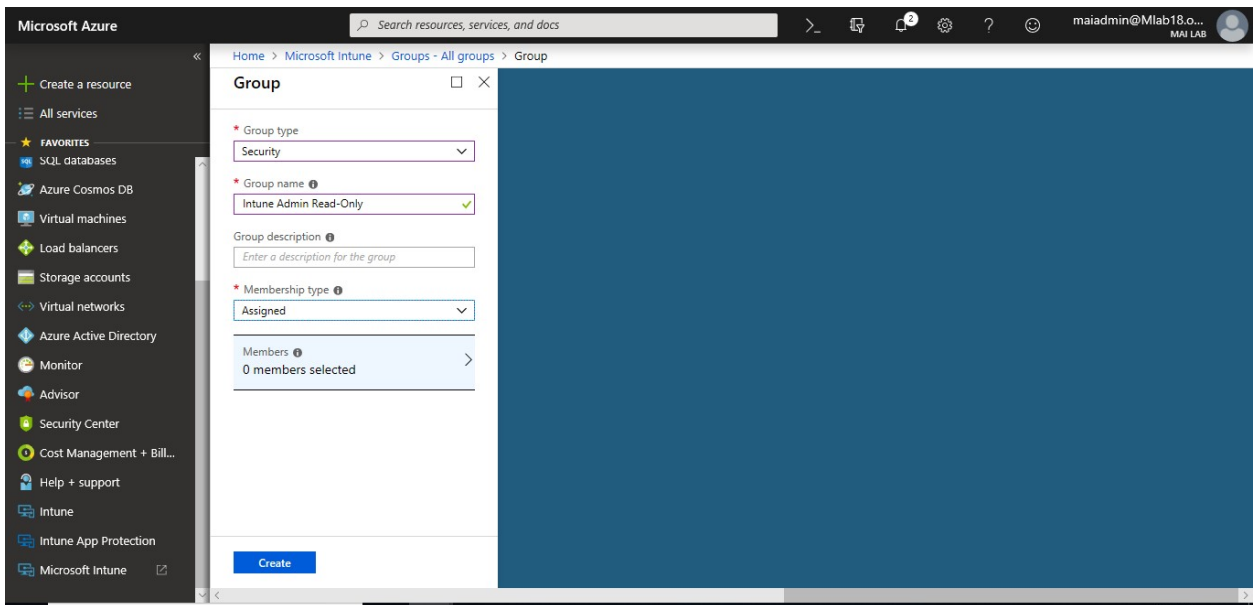 Microsoft Azure
Search resources, services, and docs
2
maiadmin@Mlab18.o...
MAI LAB
Home > Microsoft Intune > Groups - All groups > Group
Create a resource
All services
FAVORITES
SQL databases
Azure Cosmos DB
Virtual machines
Load balancers
Storage accounts
Virtual networks
Azure Active Directory
Monitor
Advisor
Security Center
Cost Management + Bill...
Help + support
Intune
Intune App Protection
Microsoft Intune
Group
* Group type
Security
* Group name
Intune Admin Read-Only
Group description
Enter a description for the group
* Membership type
Assigned
Members
0 members selected
Create